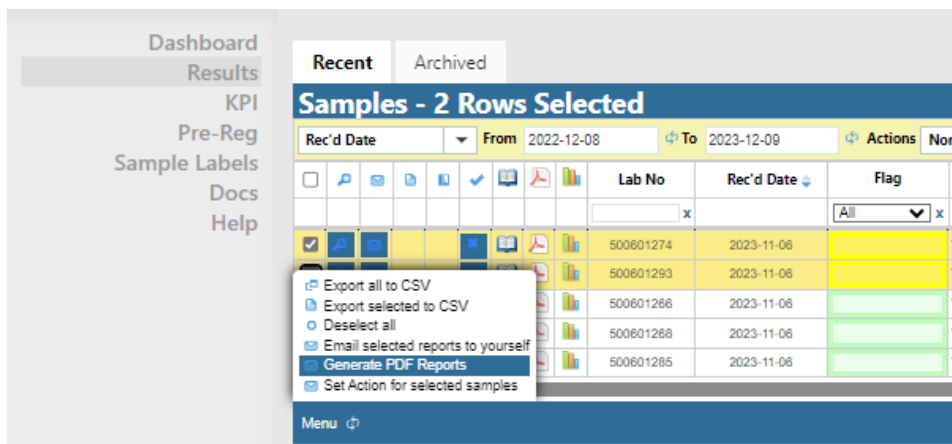 Dashboard
Results
KPI
Pre-Reg
Sample Labels
Docs
Help
Recent Archived
Samples - 2 Rows Selected
Rec'd Date From 2022-12-08 To 2023-12-09 Actions Nor
Lab No Rec'd Date Flag
x All x
500601274 2023-11-06
500601293 2023-11-06
500601266 2023-11-06
500601268 2023-11-06
500601285 2023-11-06
Export all to CSV
Export selected to CSV
Deselect all
Email selected reports to yourself
Generate PDF Reports
Set Action for selected samples
Menu